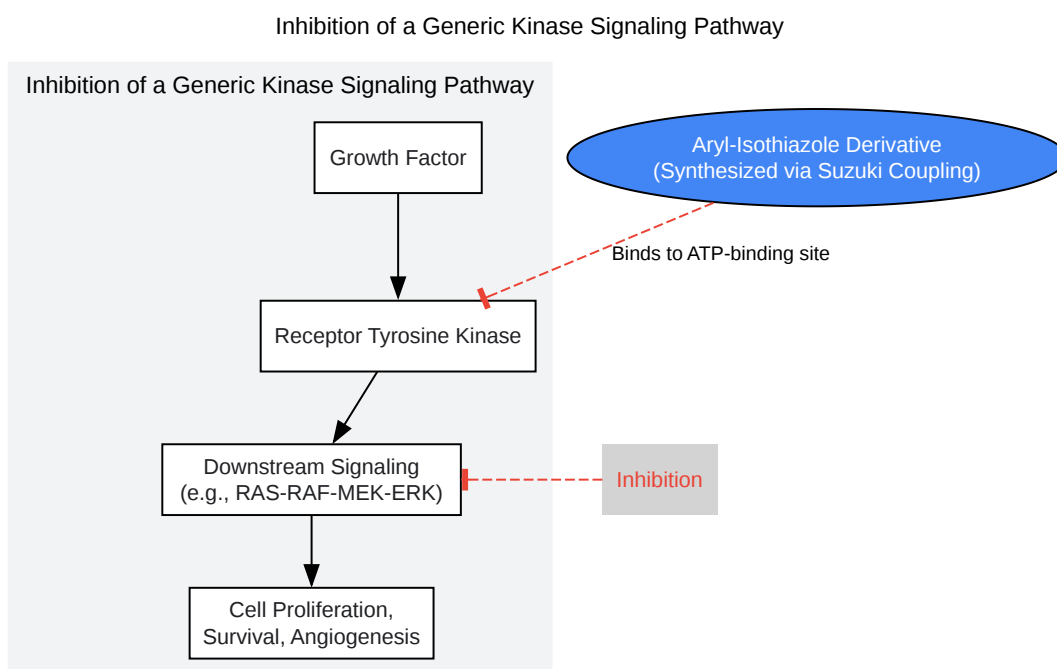 Inhibition of a Generic Kinase Signaling Pathway
Inhibition of a Generic Kinase Signaling Pathway
Growth Factor
Aryl-Isothiazole Derivative
(Synthesized via Suzuki Coupling)
Binds to ATP-binding site
Receptor Tyrosine Kinase
Downstream Signaling
(e.g., RAS-RAF-MEK-ERK)
Inhibition
Cell Proliferation,
Survival, Angiogenesis